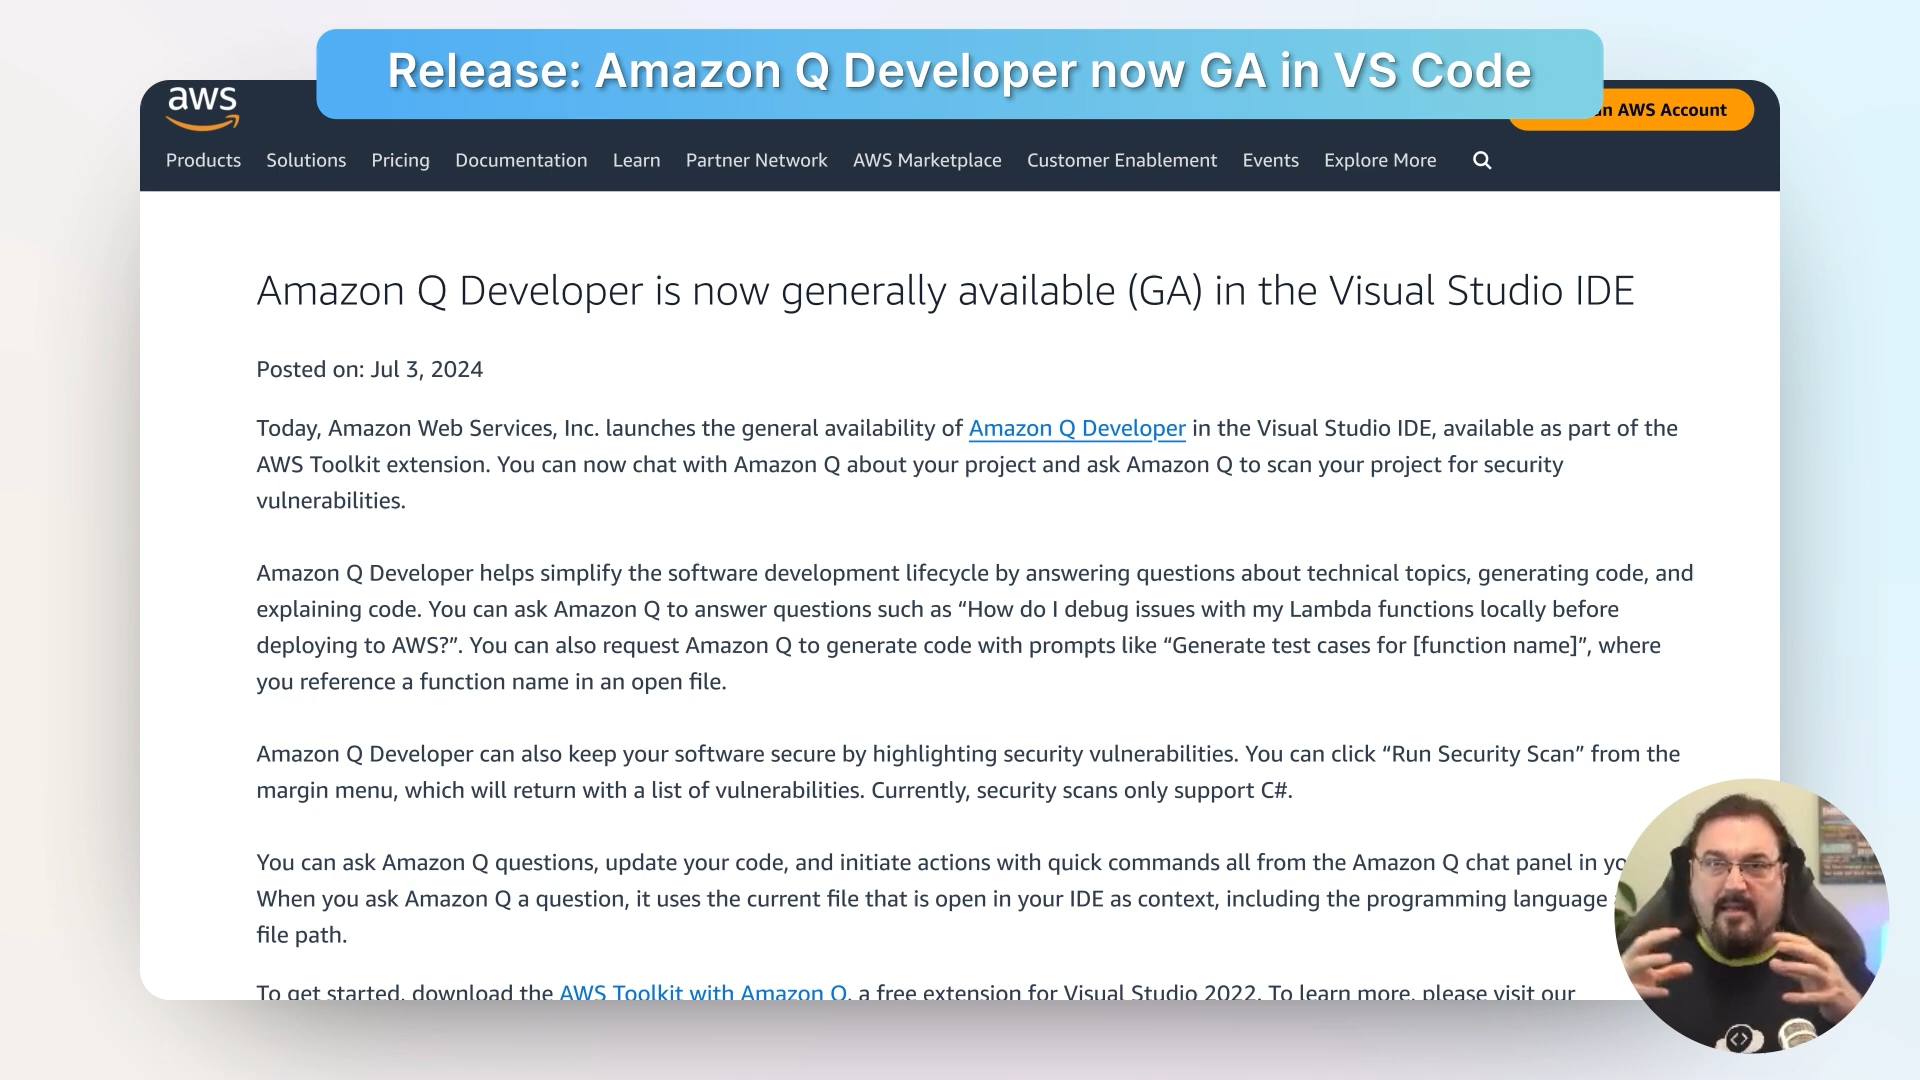 Release: Amazon Q Developer now GA in VS Code
aws
AWS Account
Products Solutions Pricing Documentation Learn Partner Network AWS Marketplace Customer Enablement Events Explore More
Amazon Q Developer is now generally available (GA) in the Visual Studio IDE
Posted on: Jul 3, 2024
Today, Amazon Web Services, Inc. launches the general availability of Amazon Q Developer in the Visual Studio IDE, available as part of the
AWS Toolkit extension. You can now chat with Amazon Q about your project and ask Amazon Q to scan your project for security
vulnerabilities.
Amazon Q Developer helps simplify the software development lifecycle by answering questions about technical topics, generating code, and
explaining code. You can ask Amazon Q to answer questions such as “How do I debug issues with my Lambda functions locally before
deploying to AWS?”. You can also request Amazon Q to generate code with prompts like “Generate test cases for [function name]”, where
you reference a function name in an open file.
Amazon Q Developer can also keep your software secure by highlighting security vulnerabilities. You can click “Run Security Scan” from the
margin menu, which will return with a list of vulnerabilities. Currently, security scans only support C#.
You can ask Amazon Q questions, update your code, and initiate actions with quick commands all from the Amazon Q chat panel in
When you ask Amazon Q a question, it uses the current file that is open in your IDE as context, including the programming language
file path.
To get started, download the AWS Toolkit with Amazon Q, a free extension for Visual Studio 2022. To learn more, please visit our